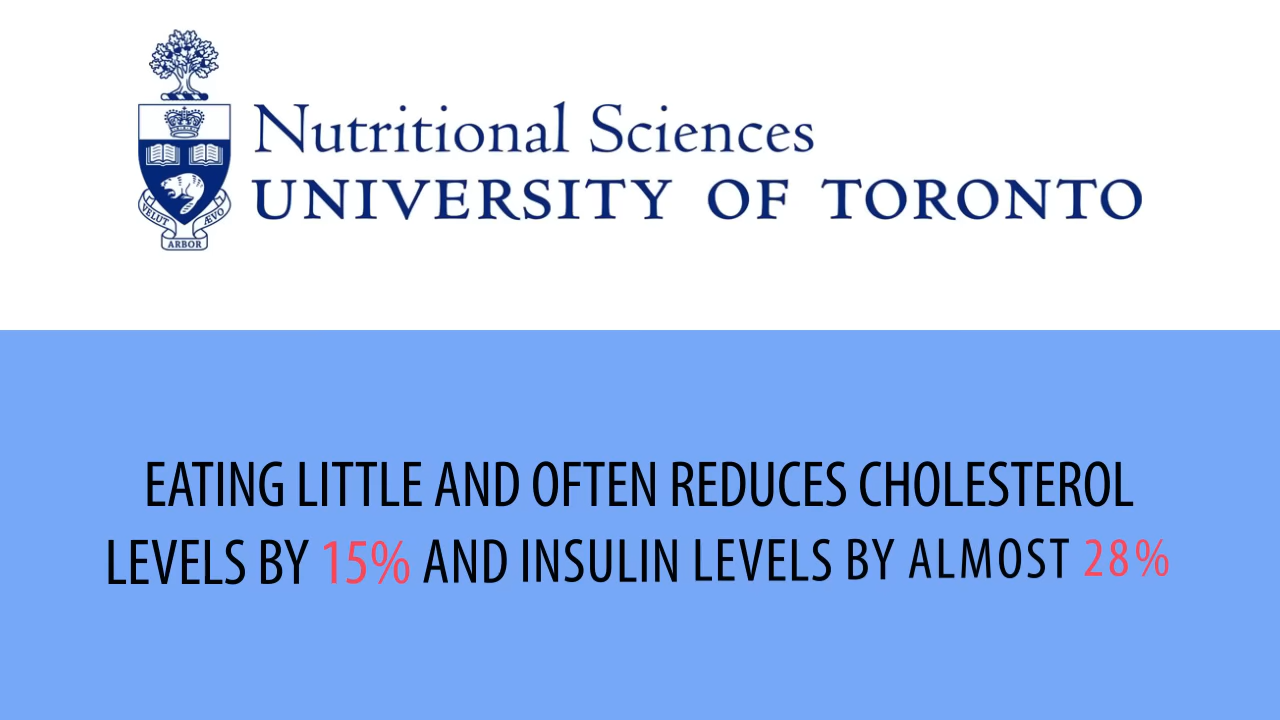 Nutritional Sciences
UNIVERSITY OF TORONTO
VELUT ÆVO
ARBOR
EATING LITTLE AND OFTEN REDUCES CHOLESTEROL
LEVELS BY 15% AND INSULIN LEVELS BY ALMOST 28%